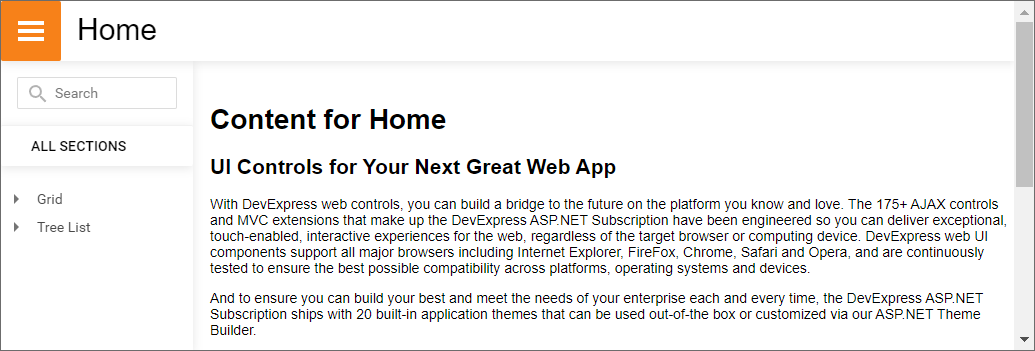 Home
Search
ALL SECTIONS
Grid
Tree List
Content for Home
UI Controls for Your Next Great Web App
With DevExpress web controls, you can build a bridge to the future on the platform you know and love. The 175+ AJAX controls
and MVC extensions that make up the DevExpress ASP.NET Subscription have been engineered so you can deliver exceptional,
touch-enabled, interactive experiences for the web, regardless of the target browser or computing device. DevExpress web UI
components support all major browsers including Internet Explorer, FireFox, Chrome, Safari and Opera, and are continuously
tested to ensure the best possible compatibility across platforms, operating systems and devices.
And to ensure you can build your best and meet the needs of your enterprise each and every time, the DevExpress ASP.NET
Subscription ships with 20 built-in application themes that can be used out-of-the box or customized via our ASP.NET Theme
Builder.